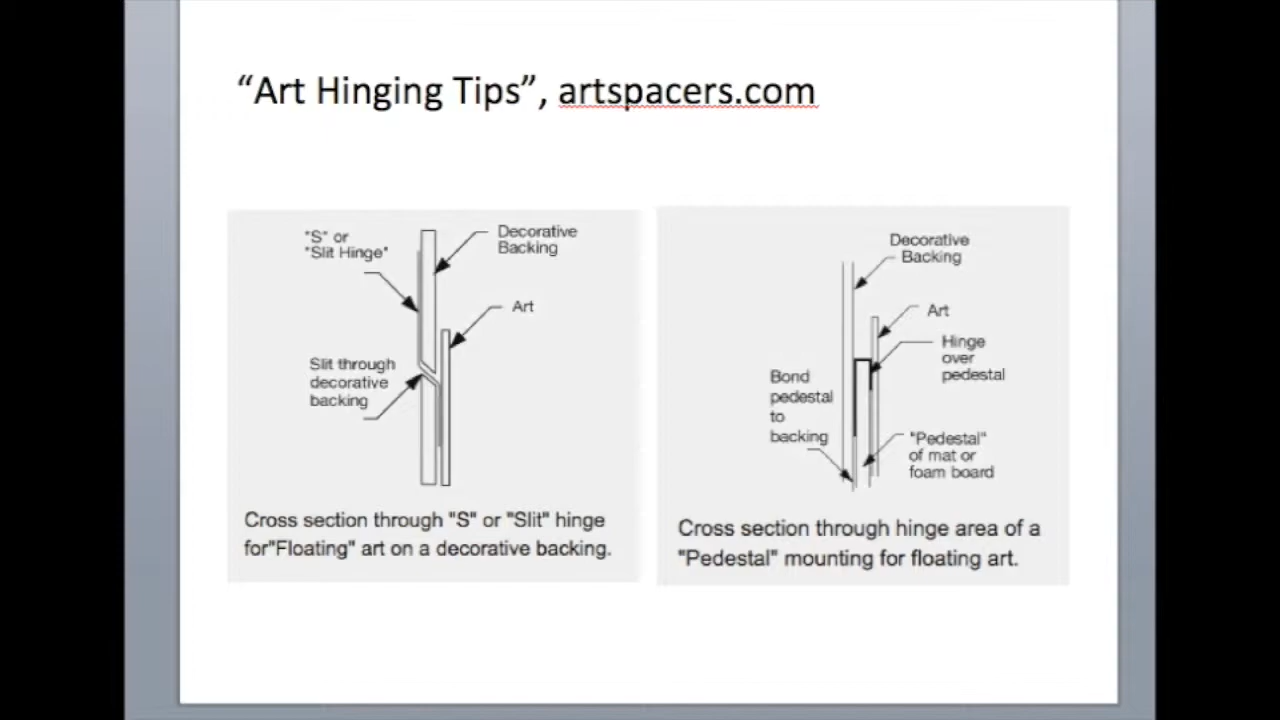 “Art Hinging Tips”, artspacers.com
"S" or
"Slit Hinge"
Decorative
Backing
Art
Slit through
decorative
backing
Cross section through "S" or "Slit" hinge
for"Floating" art on a decorative backing.
Decorative
Backing
Art
Hinge
over
pedestal
Bond
pedestal
to
backing
"Pedestal"
of mat or
foam board
Cross section through hinge area of a
"Pedestal" mounting for floating art.